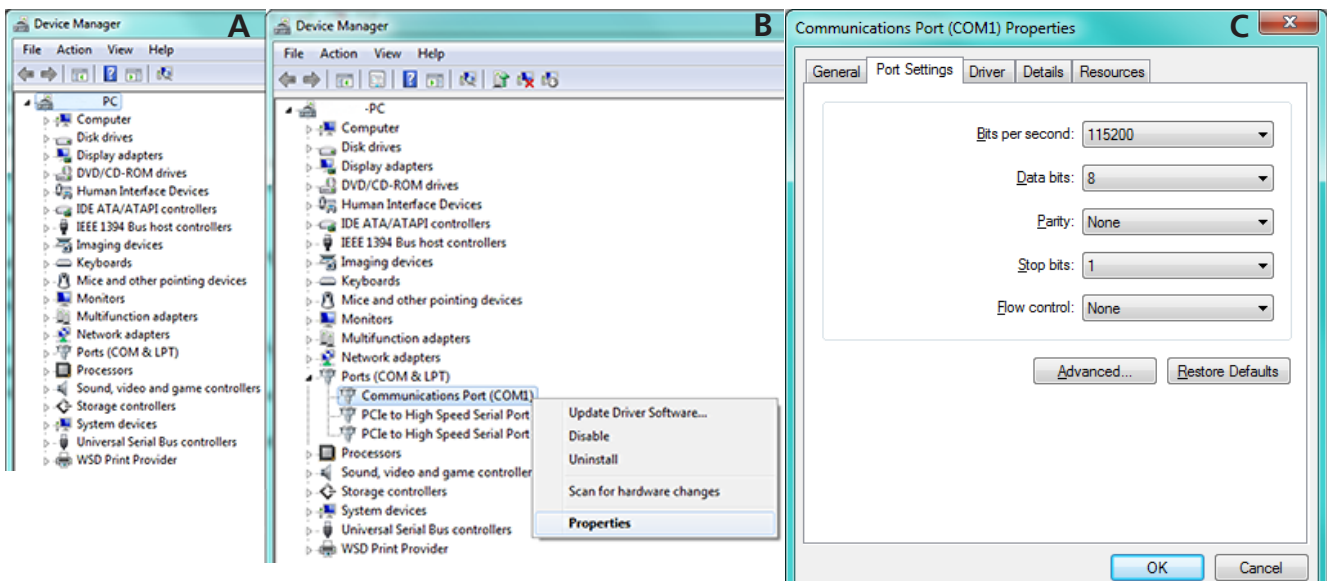 Device Manager
A
File Action View Help
PC
Computer
Disk drives
Display adapters
DVD/CD-ROM drives
Human Interface Devices
IDE ATA/ATAPI controllers
IEEE 1394 Bus host controllers
Imaging devices
Keyboards
Mice and other pointing devices
Monitors
Multifunction adapters
Network adapters
Ports (COM & LPT)
Processors
Sound, video and game controllers
Storage controllers
System devices
Universal Serial Bus controllers
WSD Print Provider
Device Manager
B
File Action View Help
-PC
Computer
Disk drives
Display adapters
DVD/CD-ROM drives
Human Interface Devices
IDE ATA/ATAPI controllers
IEEE 1394 Bus host controllers
Imaging devices
Keyboards
Mice and other pointing devices
Monitors
Multifunction adapters
Network adapters
Ports (COM & LPT)
Communications Port (COM1)
PCIe to High Speed Serial Port
PCIe to High Speed Serial Port
Processors
Sound, video and game controller
Storage controllers
System devices
Universal Serial Bus controllers
WSD Print Provider
Update Driver Software...
Disable
Uninstall
Scan for hardware changes
Properties
Communications Port (COM1) Properties
C
General Port Settings Driver Details Resources
Bits per second: 115200
Data bits: 8
Parity: None
Stop bits: 1
Flow control: None
Advanced... Restore Defaults
OK Cancel